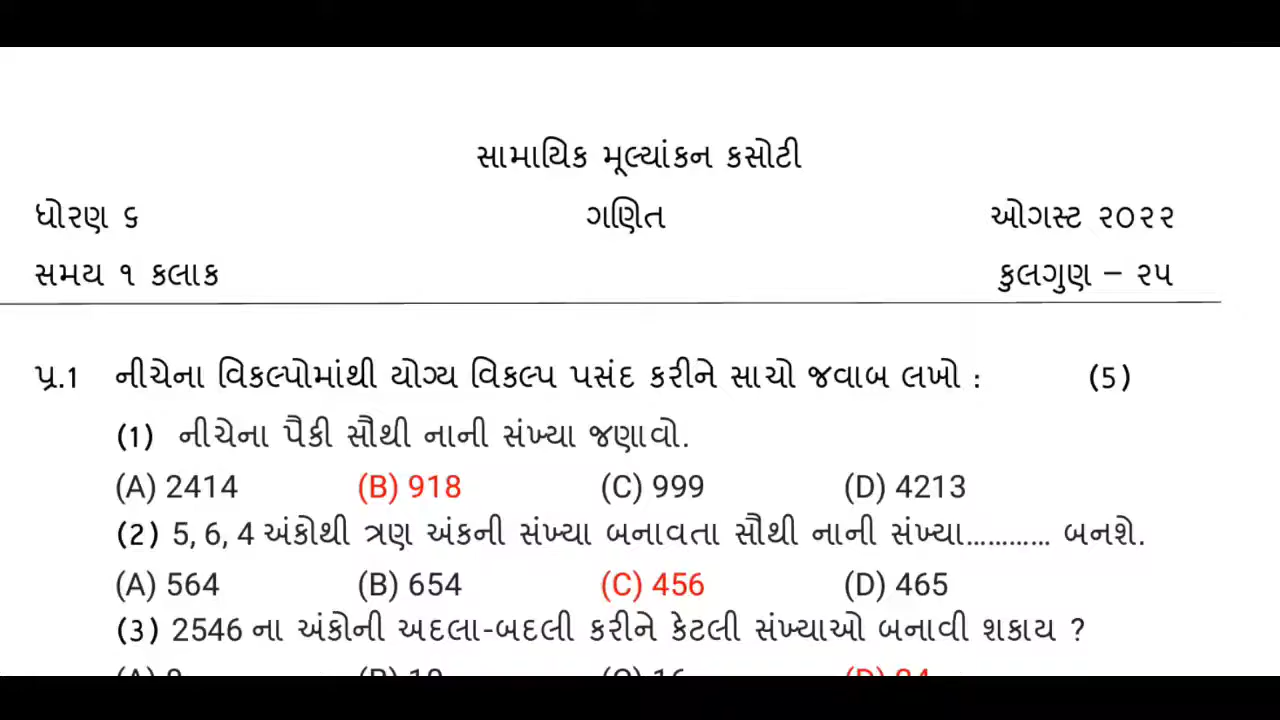 સામાયિક મૂલ્યાંકન કસોટી
ધોરણ ૬ ગણિત ઓગસ્ટ ૨૦૨૨
સમય ૧ કલાક કુલગુણ – ૨૫
પ્ર.1 નીચેના વિકલ્પોમાંથી યોગ્ય વિકલ્પ પસંદ કરીને સાચો જવાબ લખો : (5)
(1) નીચેના પૈકી સૌથી નાની સંખ્યા જણાવો.
(A) 2414 (B) 918 (C) 999 (D) 4213
(2) 5, 6, 4 અંકોથી ત્રણ અંકની સંખ્યા બનાવતા સૌથી નાની સંખ્યા............ બનશે.
(A) 564 (B) 654 (C) 456 (D) 465
(3) 2546 ના અંકોની અદલા-બદલી કરીને કેટલી સંખ્યાઓ બનાવી શકાય ?